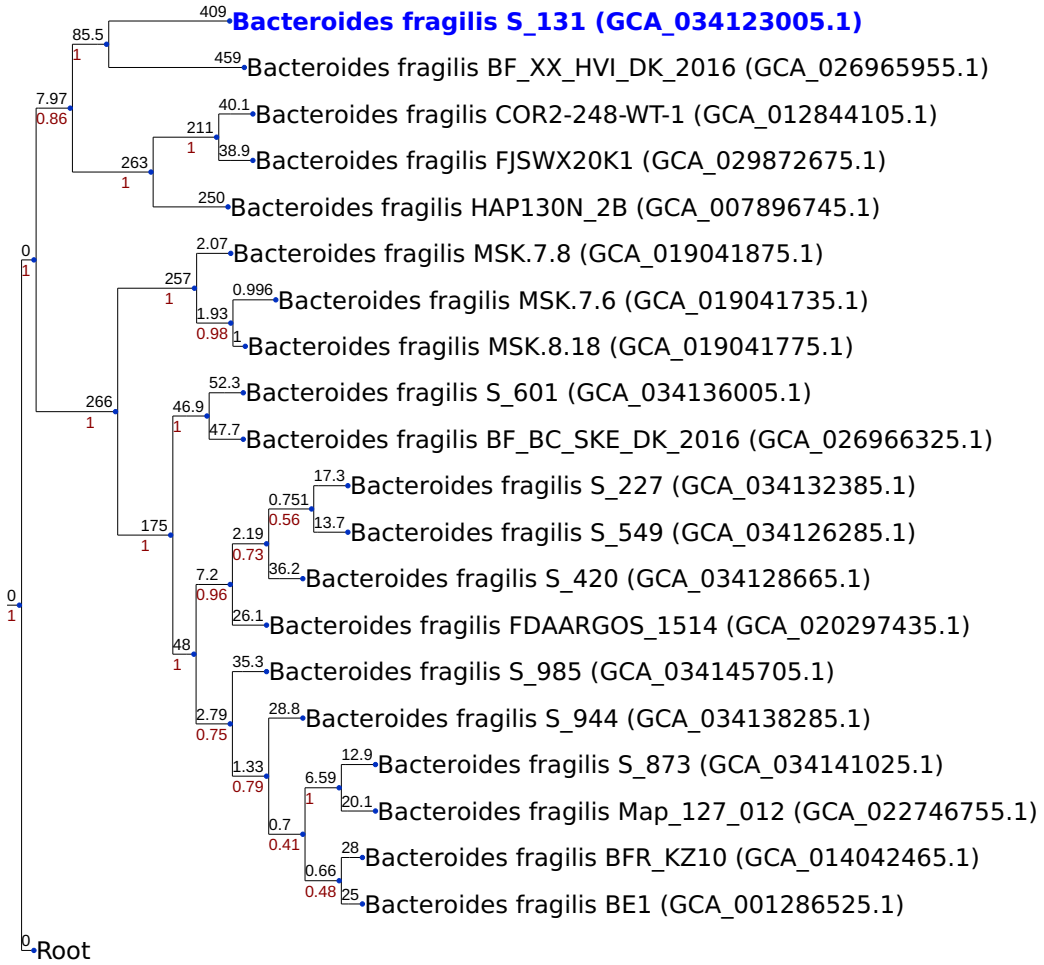 409
Bacteroides fragilis S_131 (GCA_034123005.1)
85.5
1
459
Bacteroides fragilis BF_XX_HVI_DK_2016 (GCA_026965955.1)
7.97
0.86
40.1
Bacteroides fragilis COR2-248-WT-1 (GCA_012844105.1)
211
1
38.9
Bacteroides fragilis FJSWX20K1 (GCA_029872675.1)
263
1
250
Bacteroides fragilis HAP130N_2B (GCA_007896745.1)
0
1
2.07
Bacteroides fragilis MSK.7.8 (GCA_019041875.1)
257
1
0.996
Bacteroides fragilis MSK.7.6 (GCA_019041735.1)
1.93
0.98
1
Bacteroides fragilis MSK.8.18 (GCA_019041775.1)
266
1
52.3
Bacteroides fragilis S_601 (GCA_034136005.1)
46.9
1
47.7
Bacteroides fragilis BF_BC_SKE_DK_2016 (GCA_026966325.1)
175
1
17.3
Bacteroides fragilis S_227 (GCA_034132385.1)
0.751
0.56
13.7
Bacteroides fragilis S_549 (GCA_034126285.1)
2.19
0.73
36.2
Bacteroides fragilis S_420 (GCA_034128665.1)
7.2
0.96
26.1
Bacteroides fragilis FDAARGOS_1514 (GCA_020297435.1)
0
1
48
1
35.3
Bacteroides fragilis S_985 (GCA_034145705.1)
2.79
0.75
28.8
Bacteroides fragilis S_944 (GCA_034138285.1)
1.33
0.79
12.9
Bacteroides fragilis S_873 (GCA_034141025.1)
6.59
1
20.1
Bacteroides fragilis Map_127_012 (GCA_022746755.1)
0.7
0.41
28
Bacteroides fragilis BFR_KZ10 (GCA_014042465.1)
0.66
0.48
25
Bacteroides fragilis BE1 (GCA_001286525.1)
0
Root